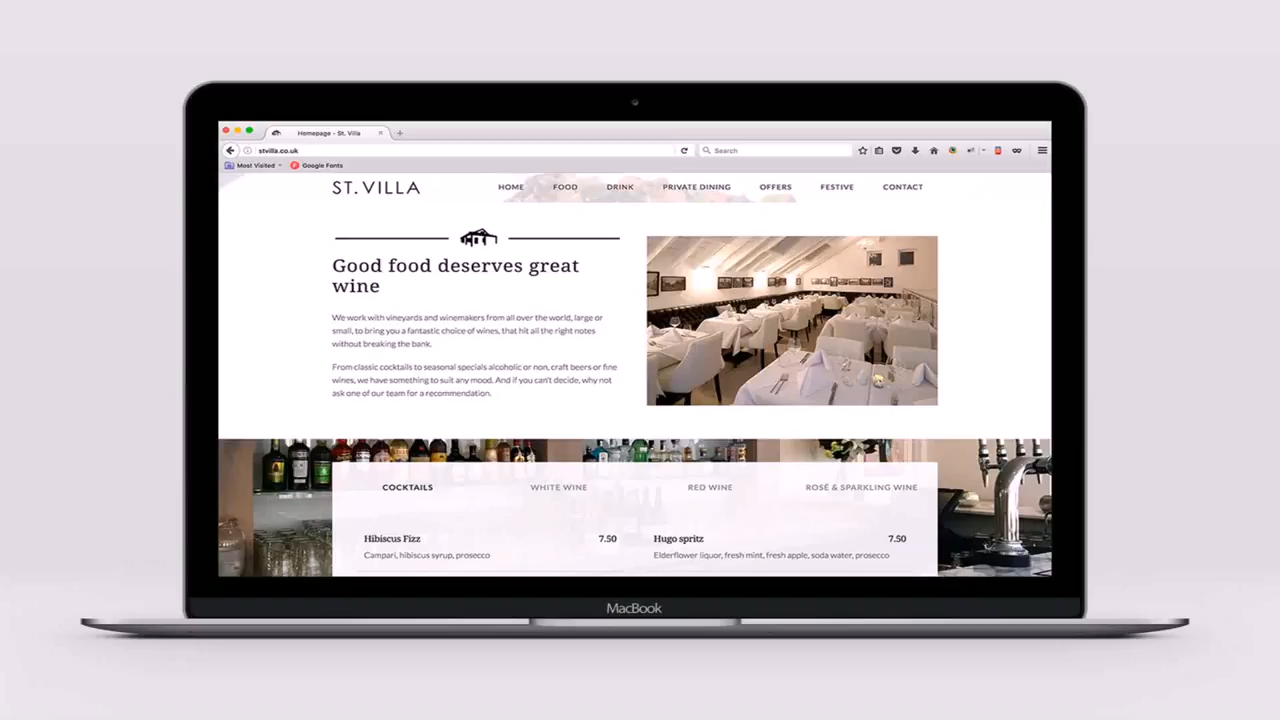 Homepage - St. Villa
stvilla.co.uk
Search
Most Visited
Google Fonts
ST. VILLA
HOME
FOOD
DRINK
PRIVATE DINING
OFFERS
FESTIVE
CONTACT
Good food deserves great
wine
We work with vineyards and winemakers from all over the world, large or
small, to bring you a fantastic choice of wines, that hit all the right notes
without breaking the bank.
From classic cocktails to seasonal specials alcoholic or non, craft beers or fine
wines, we have something to suit any mood. And if you can't decide, why not
ask one of our team for a recommendation.
COCKTAILS
WHITE WINE
RED WINE
ROSÉ & SPARKLING WINE
Hibiscus Fizz 7.50
Campari, hibiscus syrup, prosecco
Hugo spritz 7.50
Elderflower liquor, fresh mint, fresh apple, soda water, prosecco
MacBook